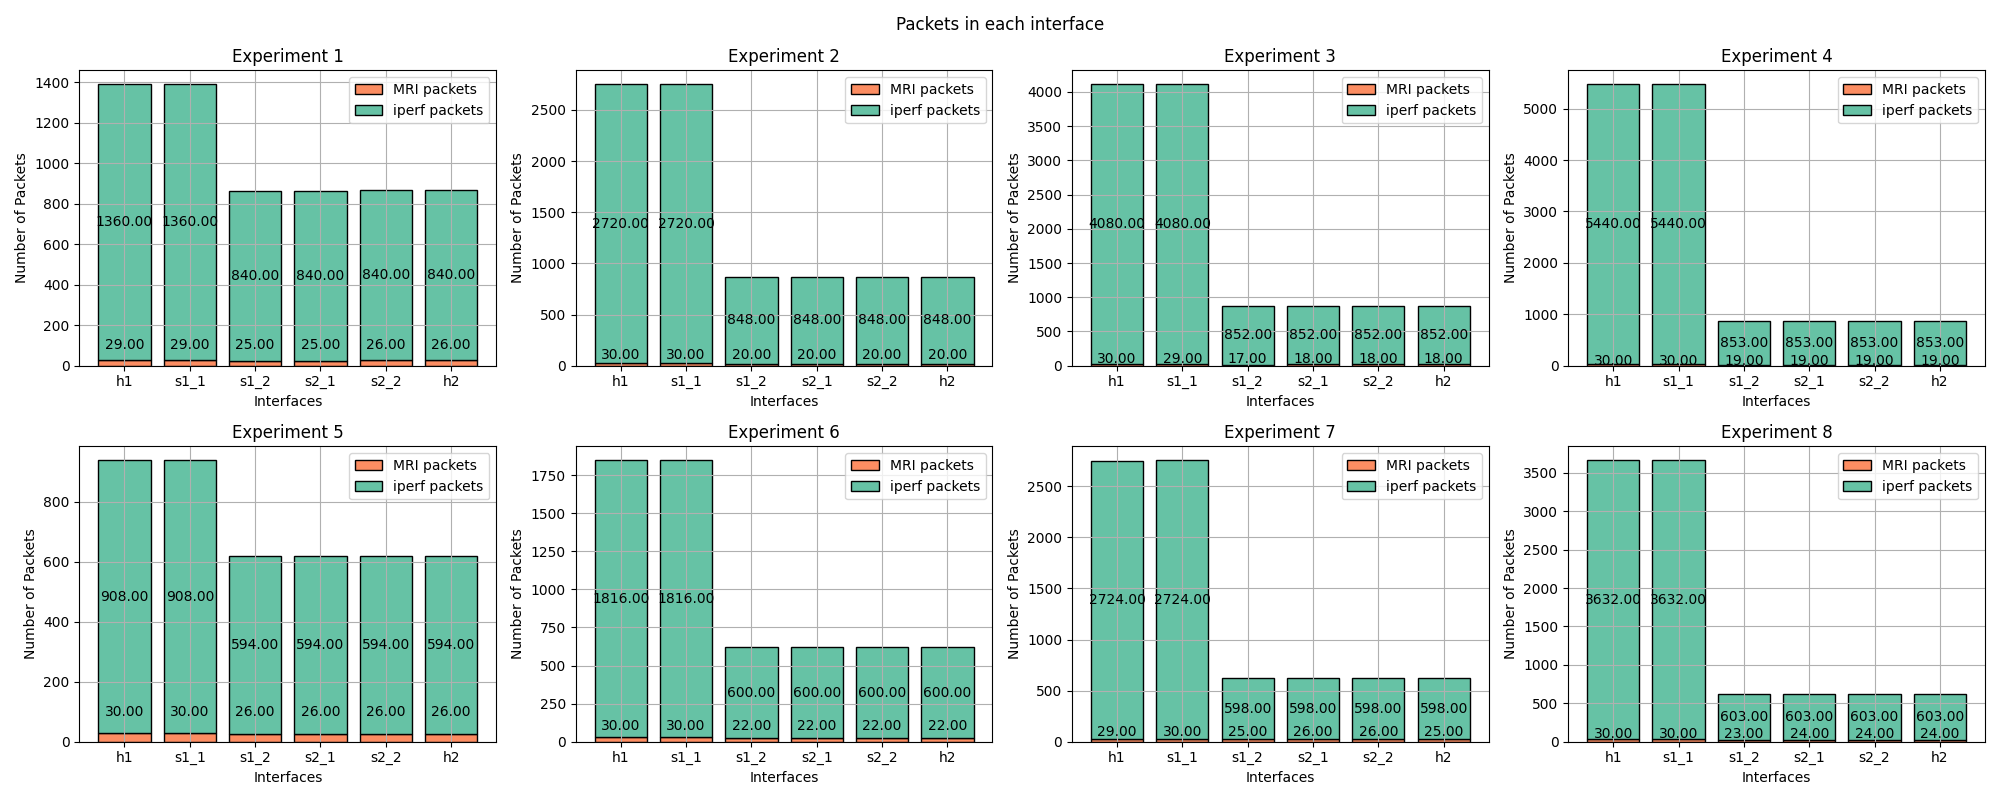 Packets in each interface
Experiment 1
Number of Packets
1400
1200
1000
800
600
400
200
0
MRI packets
iperf packets
1360.00 1360.00 840.00 840.00 840.00 840.00
29.00 29.00 25.00 25.00 26.00 26.00
h1 s1_1 s1_2 s2_1 s2_2 h2
Interfaces
Experiment 2
Number of Packets
2500
2000
1500
1000
500
0
MRI packets
iperf packets
2720.00 2720.00 848.00 848.00 848.00 848.00
30.00 30.00 20.00 20.00 20.00 20.00
h1 s1_1 s1_2 s2_1 s2_2 h2
Interfaces
Experiment 3
Number of Packets
4000
3500
3000
2500
2000
1500
1000
500
0
MRI packets
iperf packets
4080.00 4080.00 852.00 852.00 852.00 852.00
30.00 29.00 17.00 18.00 18.00 18.00
h1 s1_1 s1_2 s2_1 s2_2 h2
Interfaces
Experiment 4
Number of Packets
5000
4000
3000
2000
1000
0
MRI packets
iperf packets
5440.00 5440.00 853.00 853.00 853.00 853.00
30.00 30.00 19.00 19.00 19.00 19.00
h1 s1_1 s1_2 s2_1 s2_2 h2
Interfaces
Experiment 5
Number of Packets
800
600
400
200
0
MRI packets
iperf packets
908.00 908.00 594.00 594.00 594.00 594.00
30.00 30.00 26.00 26.00 26.00 26.00
h1 s1_1 s1_2 s2_1 s2_2 h2
Interfaces
Experiment 6
Number of Packets
1750
1500
1250
1000
750
500
250
0
MRI packets
iperf packets
1816.00 1816.00 600.00 600.00 600.00 600.00
30.00 30.00 22.00 22.00 22.00 22.00
h1 s1_1 s1_2 s2_1 s2_2 h2
Interfaces
Experiment 7
Number of Packets
2500
2000
1500
1000
500
0
MRI packets
iperf packets
2724.00 2724.00 598.00 598.00 598.00 598.00
29.00 30.00 25.00 26.00 26.00 25.00
h1 s1_1 s1_2 s2_1 s2_2 h2
Interfaces
Experiment 8
Number of Packets
3500
3000
2500
2000
1500
1000
500
0
MRI packets
iperf packets
3632.00 3632.00 603.00 603.00 603.00 603.00
30.00 30.00 23.00 24.00 24.00 24.00
h1 s1_1 s1_2 s2_1 s2_2 h2
Interfaces